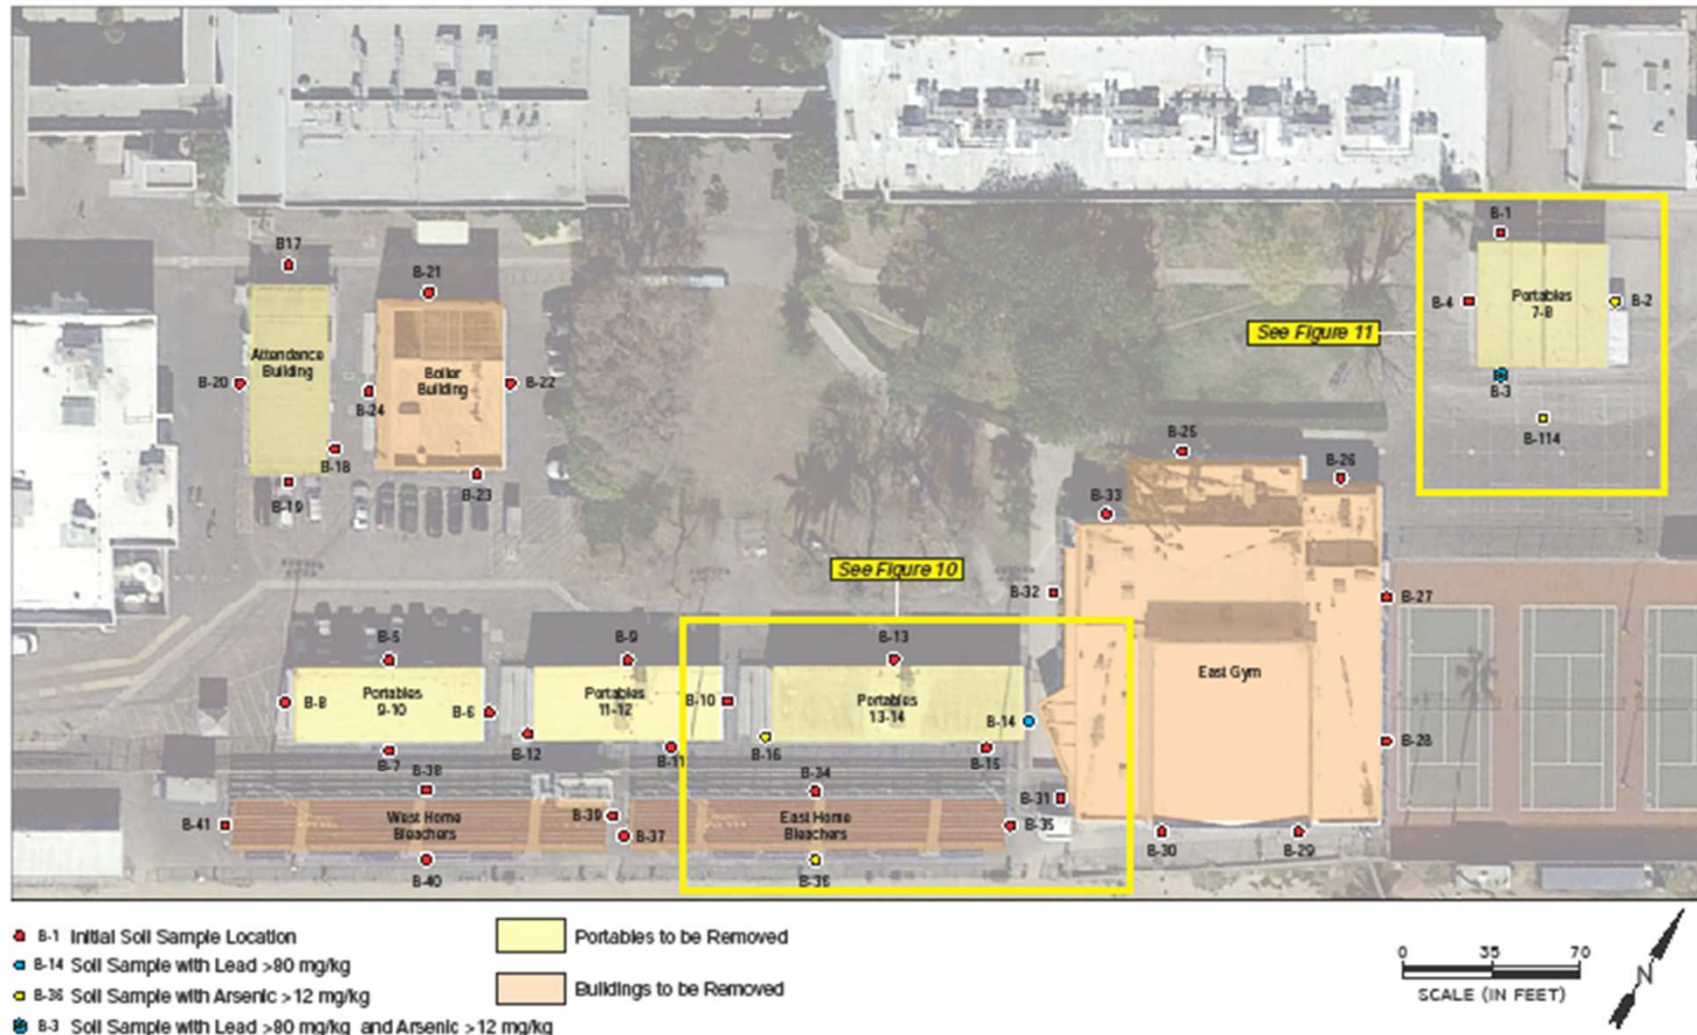 B-1
B17
B-21
B-4
Portables
7-8
B-2
See Figure 11
Attendance
Building
Boiler
Building
B-20
B-22
B-24
B-3
B-114
B-25
B-18
B-26
B-23
B-19
B-33
See Figure 10
B-32
B-27
B-5
B-9
B-13
East Gym
B-8
Portables
9-10
B-6
Portables
11-12
B-10
Portables
13-14
B-14
B-12
B-11
B-16
B-15
B-28
B-7
B-38
B-34
B-31
B-41
West Home
Bleachers
B-39
B-37
East Home
Bleachers
B-35
B-30
B-29
B-40
B-36
B-1 Initial Soil Sample Location
B-14 Soil Sample with Lead >80 mg/kg
B-36 Soil Sample with Arsenic >12 mg/kg
B-3 Soil Sample with Lead >80 mg/kg and Arsenic >12 mg/kg
Portables to be Removed
Buildings to be Removed
0 35 70
SCALE (IN FEET)
N